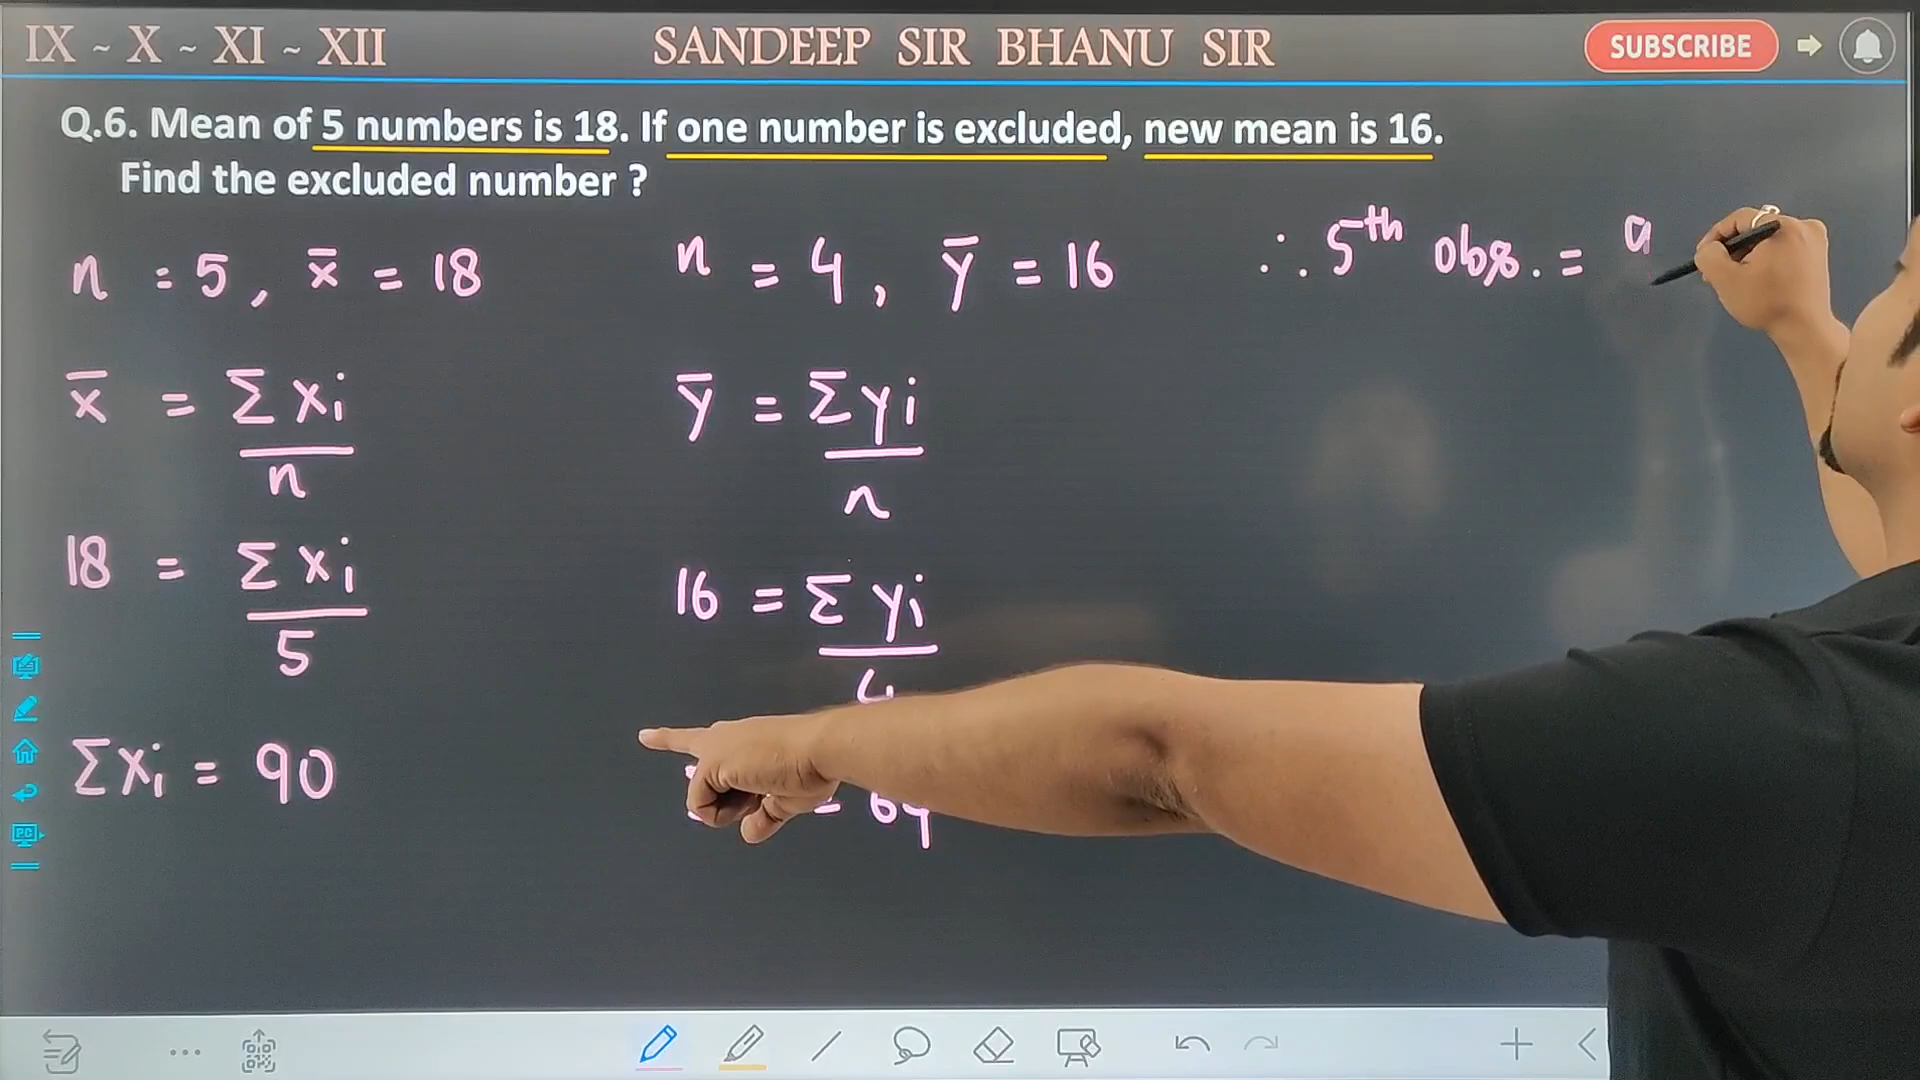 IX ~ X ~ XI ~ XII
SANDEEP SIR BHANU SIR
SUBSCRIBE
Q.6. Mean of 5 numbers is 18. If one number is excluded, new mean is 16.
Find the excluded number ?
n = 5, x̄ = 18
x̄ = Σxi
n
18 = Σxi
5
Σxi = 90
n = 4, ȳ = 16
ȳ = Σyi
n
16 = Σyi
4
= 64
∴ 5th obs. =
PC